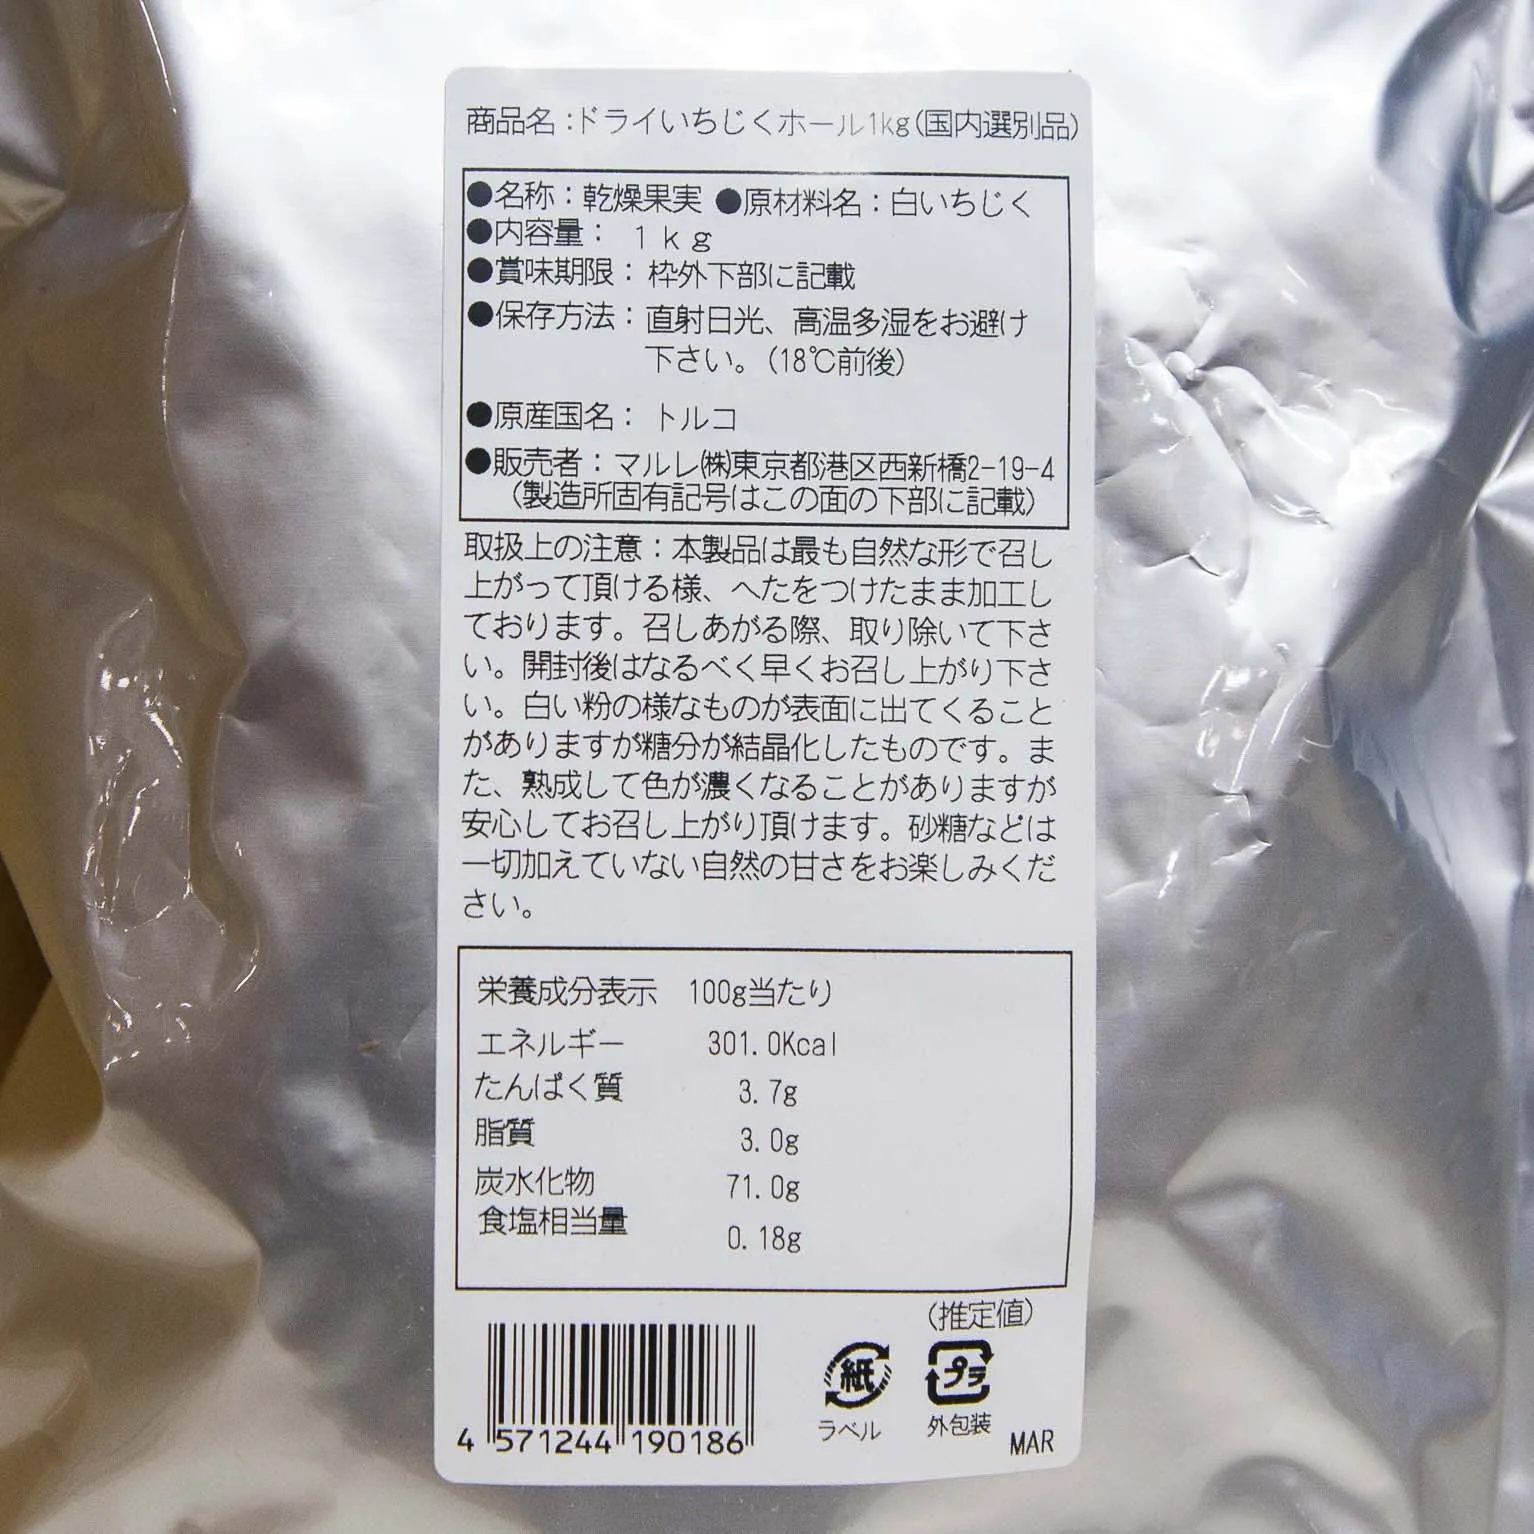 商品名:ドライいちじくホール1kg(国内選別品)
●名称：乾燥果実 ●原材料名：白いちじく
●内容量： 1kg
●賞味期限：枠外下部に記載
●保存方法：直射日光、高温多湿をお避け
下さい。(18℃前後)
●原産国名： トルコ
●販売者：マルレ㈱東京都港区西新橋2-19-4
(製造所固有記号はこの面の下部に記載)
取扱上の注意：本製品は最も自然な形で召し
上がって頂ける様、へたをつけたまま加工し
ております。召しあがる際、取り除いて下さ
い。開封後はなるべく早くお召し上がり下さ
い。白い粉の様なものが表面に出てくること
がありますが糖分が結晶化したものです。ま
た、熟成して色が濃くなることがありますが
安心してお召し上がり頂けます。砂糖などは
一切加えていない自然の甘さをお楽しみくだ
さい。
栄養成分表示 100g当たり
エネルギー 301.0Kcal
たんぱく質 3.7g
脂質 3.0g
炭水化物 71.0g
食塩相当量 0.18g
(推定値)
紙 プラ
ラベル 外包装 MAR
4 571244 190186